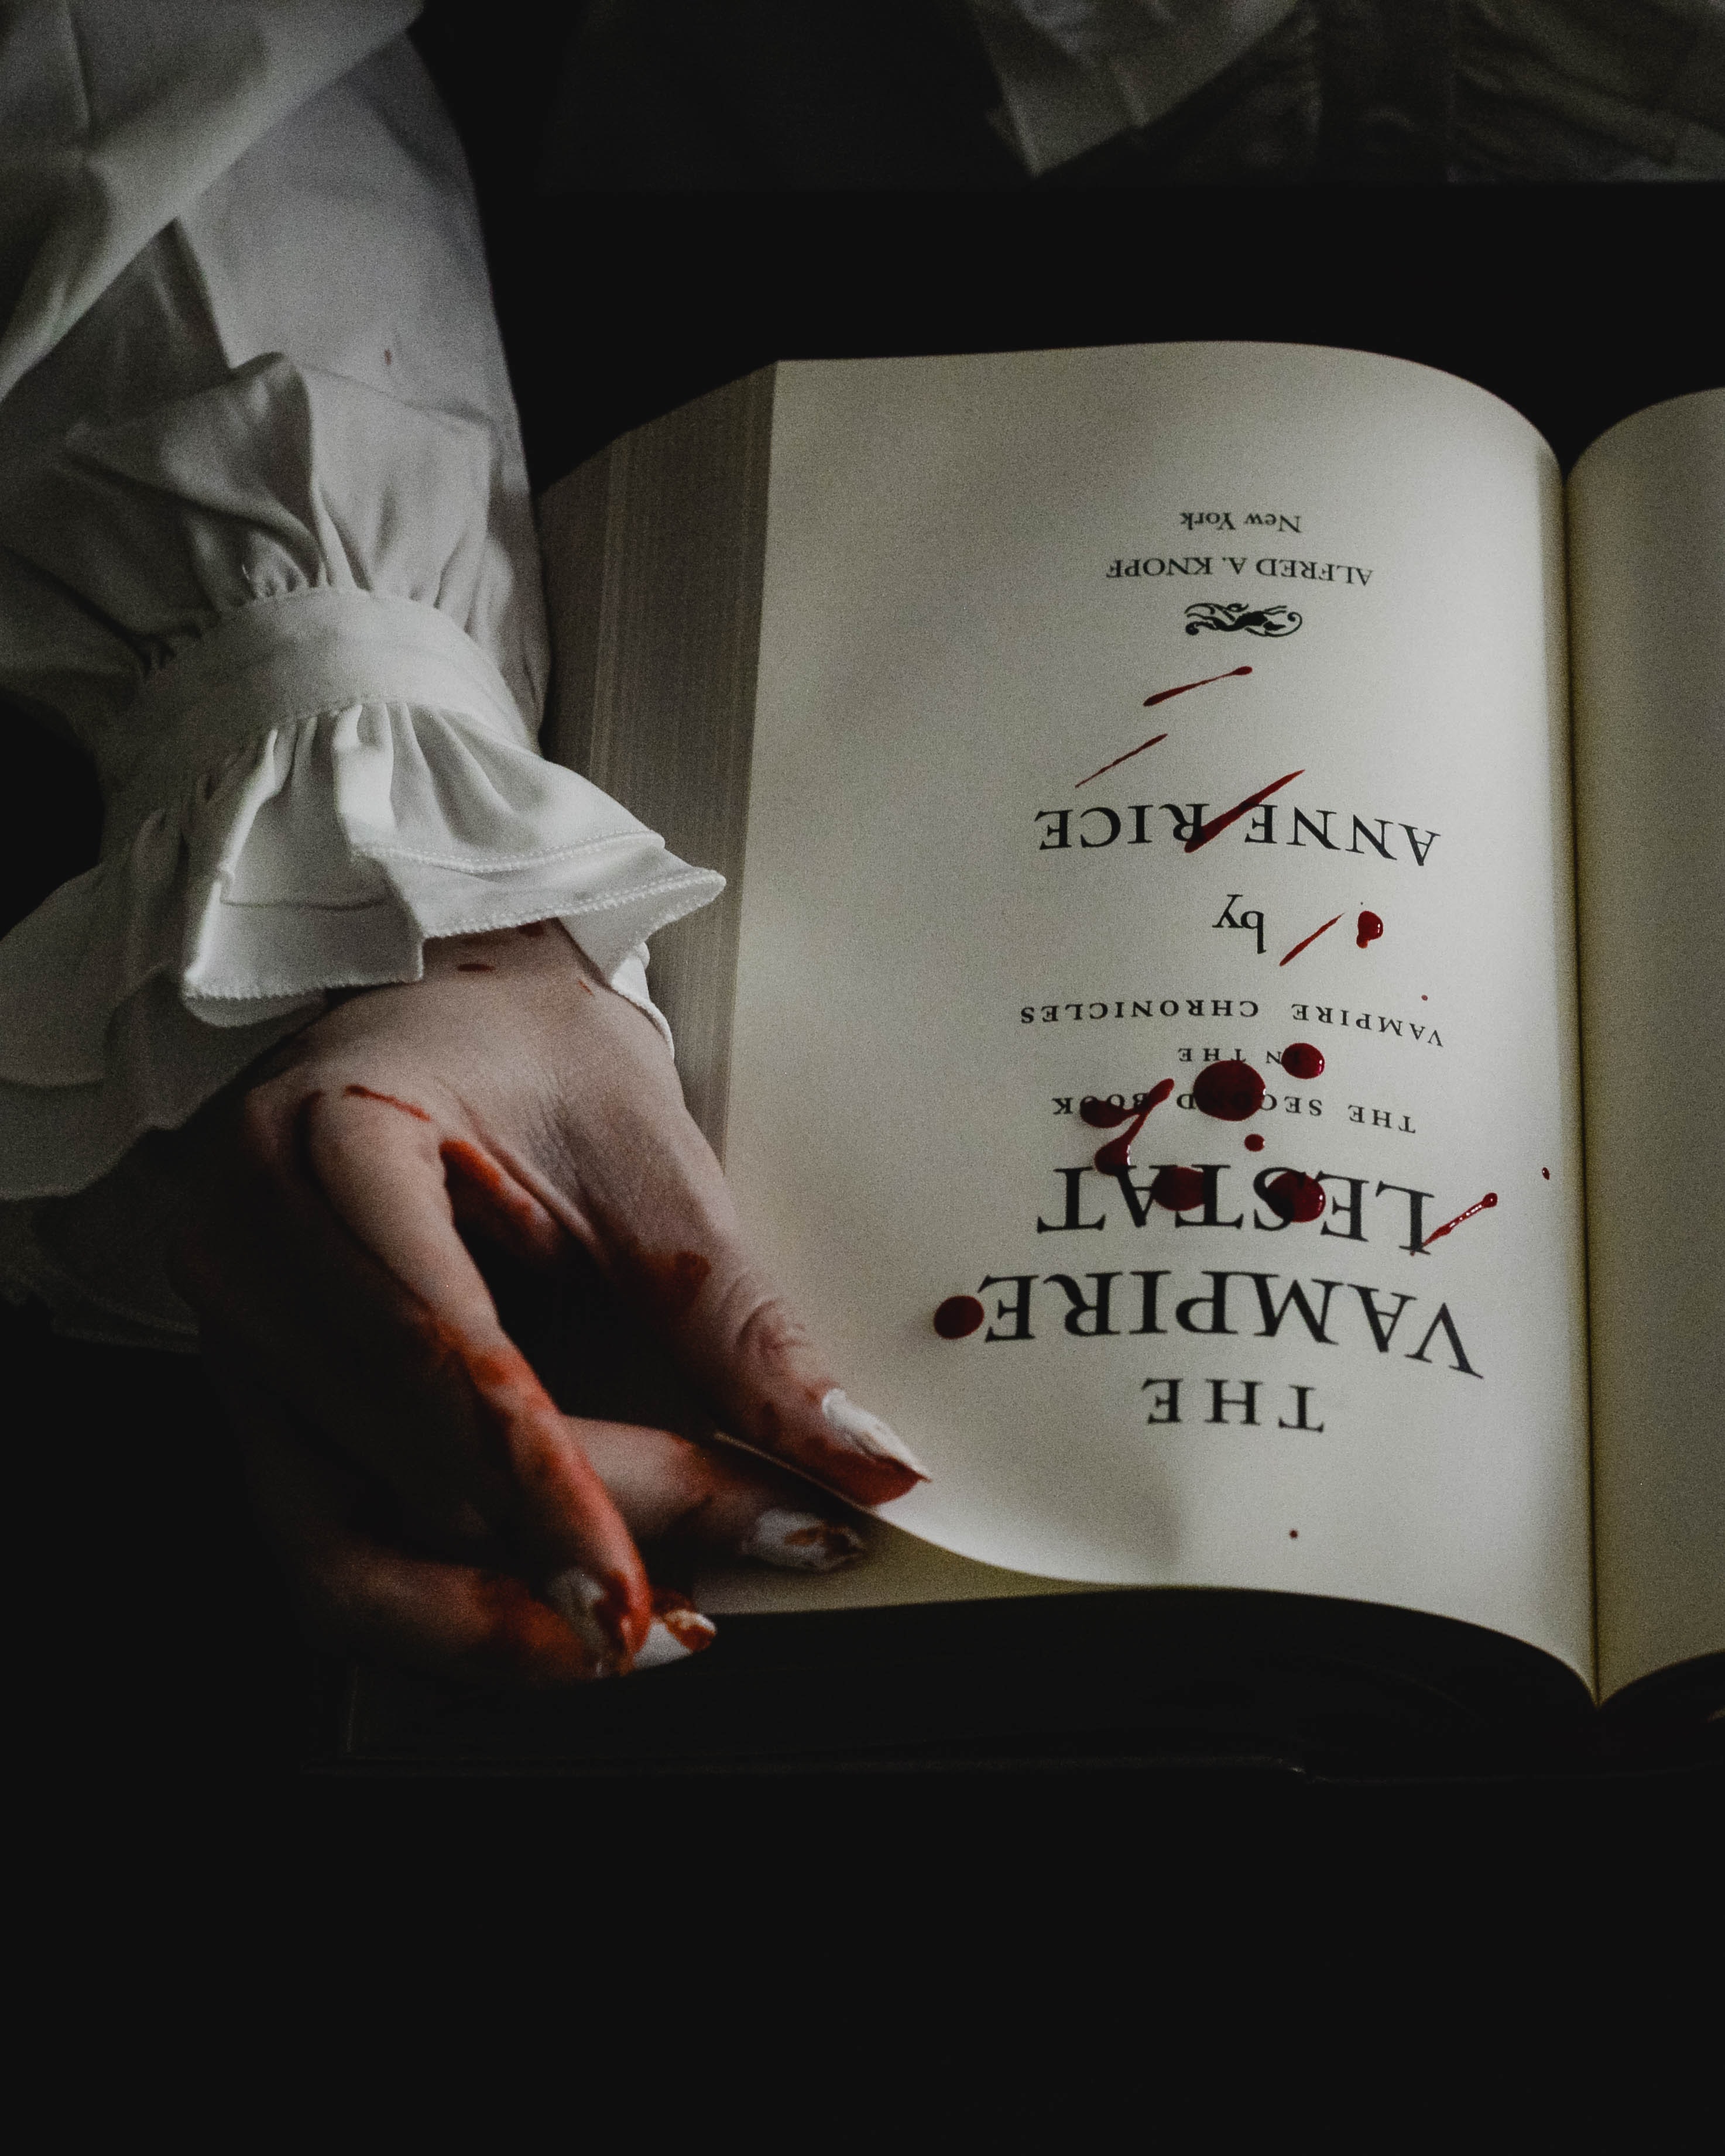 THE
VAMPIRE
LESTAT
THE SECOND BOOK
IN THE
VAMPIRE CHRONICLES
by
ANNE RICE
ALFRED A. KNOPF
New York